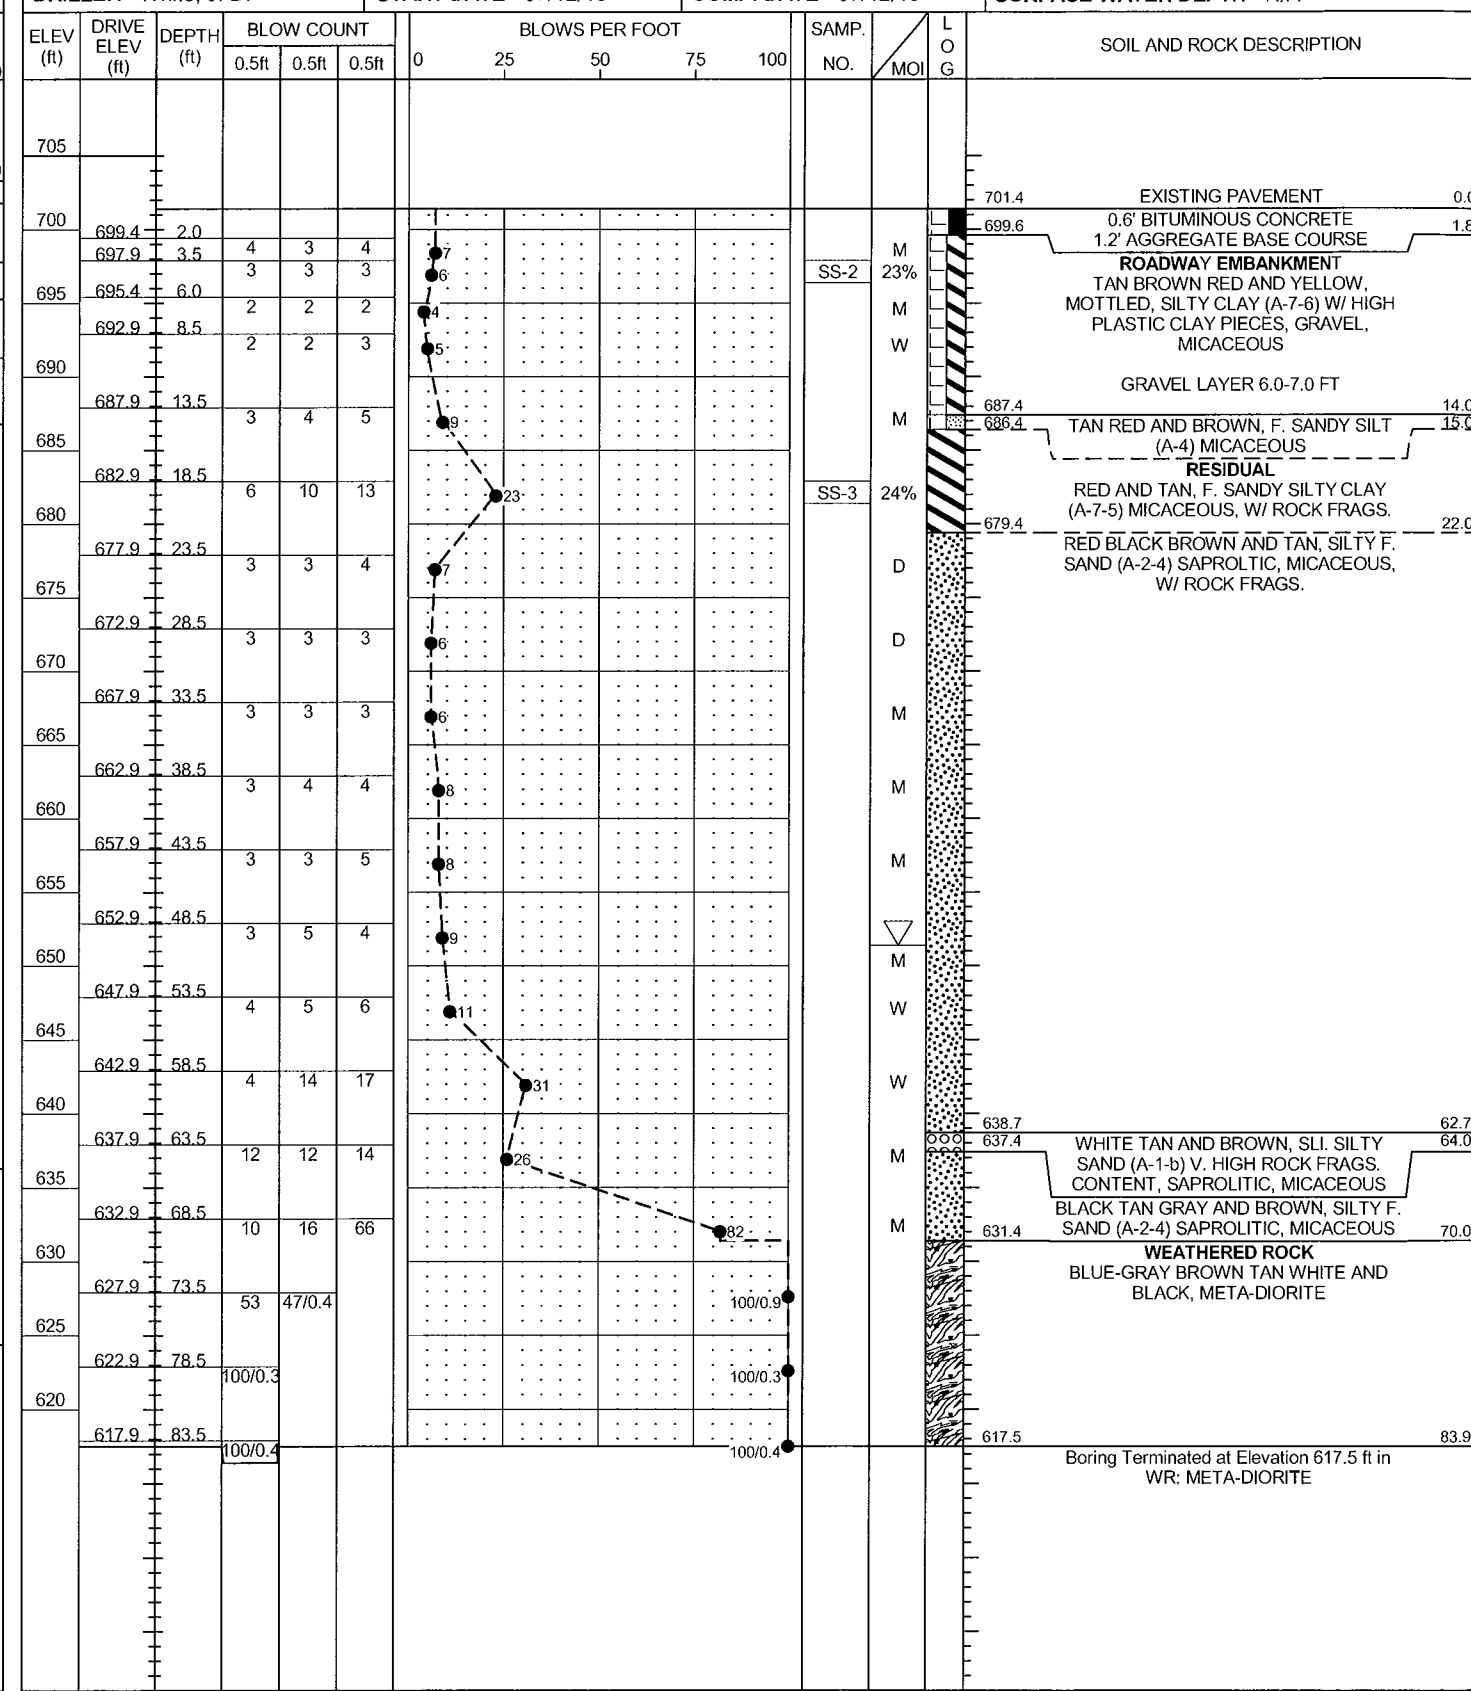 ELEV (ft) DRIVE ELEV (ft) DEPTH (ft) BLOW COUNT BLOWS PER FOOT SAMP. NO. MOI L O G SOIL AND ROCK DESCRIPTION
0.5ft 0.5ft 0.5ft 0 25 50 75 100
705
701.4 EXISTING PAVEMENT
700 0.6' BITUMINOUS CONCRETE
699.4 2.0 699.6 1.8
1.2' AGGREGATE BASE COURSE
4 3 4 7 M
697.9 3.5
ROADWAY EMBANKMENT
3 3 3 6 SS-2 23%
TAN BROWN RED AND YELLOW,
695 695.4 6.0
MOTTLED, SILTY CLAY (A-7-6) W/ HIGH
2 2 2 4 M
PLASTIC CLAY PIECES, GRAVEL,
692.9 8.5
MICACEOUS
2 2 3 5 W
690
GRAVEL LAYER 6.0-7.0 FT
687.9 13.5 687.4 14.0
3 4 5 9 M
686.4 TAN RED AND BROWN, F. SANDY SILT 15.0
685 (A-4) MICACEOUS
RESIDUAL
682.9 18.5
RED AND TAN, F. SANDY SILTY CLAY
6 10 13 23 SS-3 24%
(A-7-5) MICACEOUS, W/ ROCK FRAGS.
680 679.4 22.0
RED BLACK BROWN AND TAN, SILTY F.
677.9 23.5
SAND (A-2-4) SAPROLTIC, MICACEOUS,
3 3 4 7 D
W/ ROCK FRAGS.
675
672.9 28.5
3 3 3 6 D
670
667.9 33.5
3 3 3 6 M
665
662.9 38.5
3 4 4 8 M
660
657.9 43.5
3 3 5 8 M
655
652.9 48.5
3 5 4 9
650 M
647.9 53.5
4 5 6 11 W
645
642.9 58.5
4 14 17 31 W
640
638.7 62.7
637.9 63.5 637.4 64.0
WHITE TAN AND BROWN, SLI. SILTY
12 12 14 26 M
SAND (A-1-b) V. HIGH ROCK FRAGS.
635 CONTENT, SAPROLITIC, MICACEOUS
632.9 68.5
BLACK TAN GRAY AND BROWN, SILTY F.
10 16 66 82 M
631.4 SAND (A-2-4) SAPROLITIC, MICACEOUS 70.0
630 WEATHERED ROCK
BLUE-GRAY BROWN TAN WHITE AND
627.9 73.5
BLACK, META-DIORITE
53 47/0.4 100/0.9
625
622.9 78.5
100/0.3 100/0.3
620
617.9 83.5 617.5 83.9
100/0.4 100/0.4
Boring Terminated at Elevation 617.5 ft in
WR: META-DIORITE